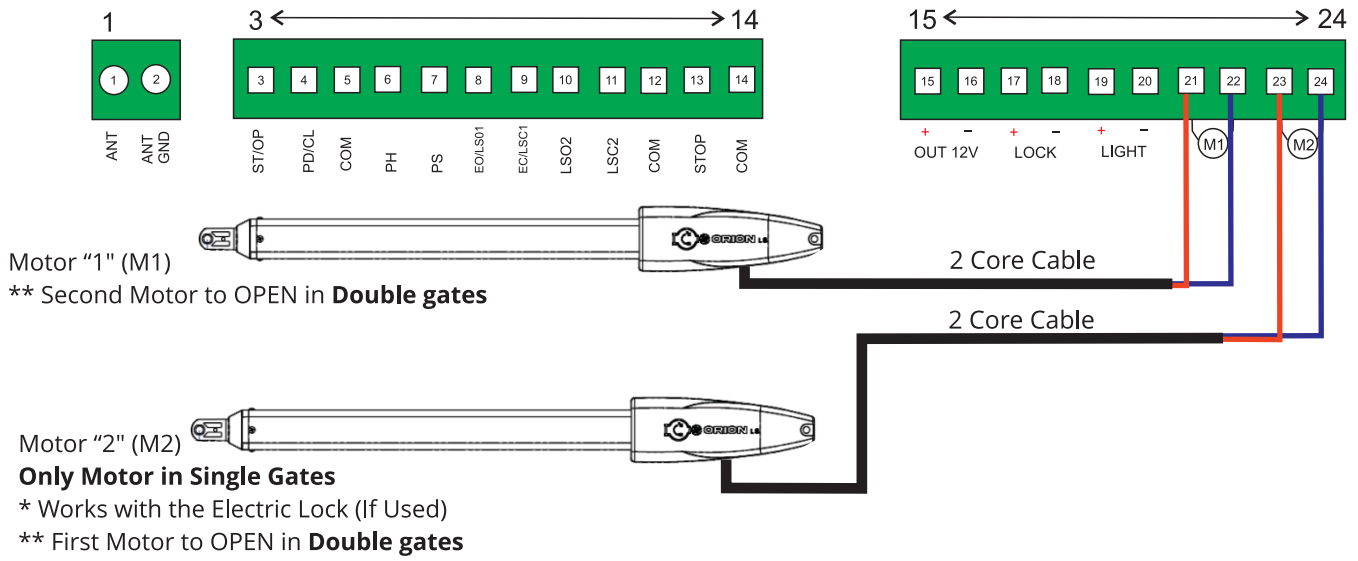 1
3 14
15 24
1 2
3 4 5 6 7 8 9 10 11 12 13 14
15 16 17 18 19 20 21 22 23 24
ANT
ANT GND
ST/OP
PD/CL
COM
PH
PS
EO/LS01
EC/LSC1
LSO2
LSC2
COM
STOP
COM
+ − + − + −
OUT 12V LOCK LIGHT M1 M2
ORION LS
Motor “1" (M1)
** Second Motor to OPEN in Double gates
2 Core Cable
2 Core Cable
ORION LS
Motor “2" (M2)
Only Motor in Single Gates
* Works with the Electric Lock (If Used)
** First Motor to OPEN in Double gates